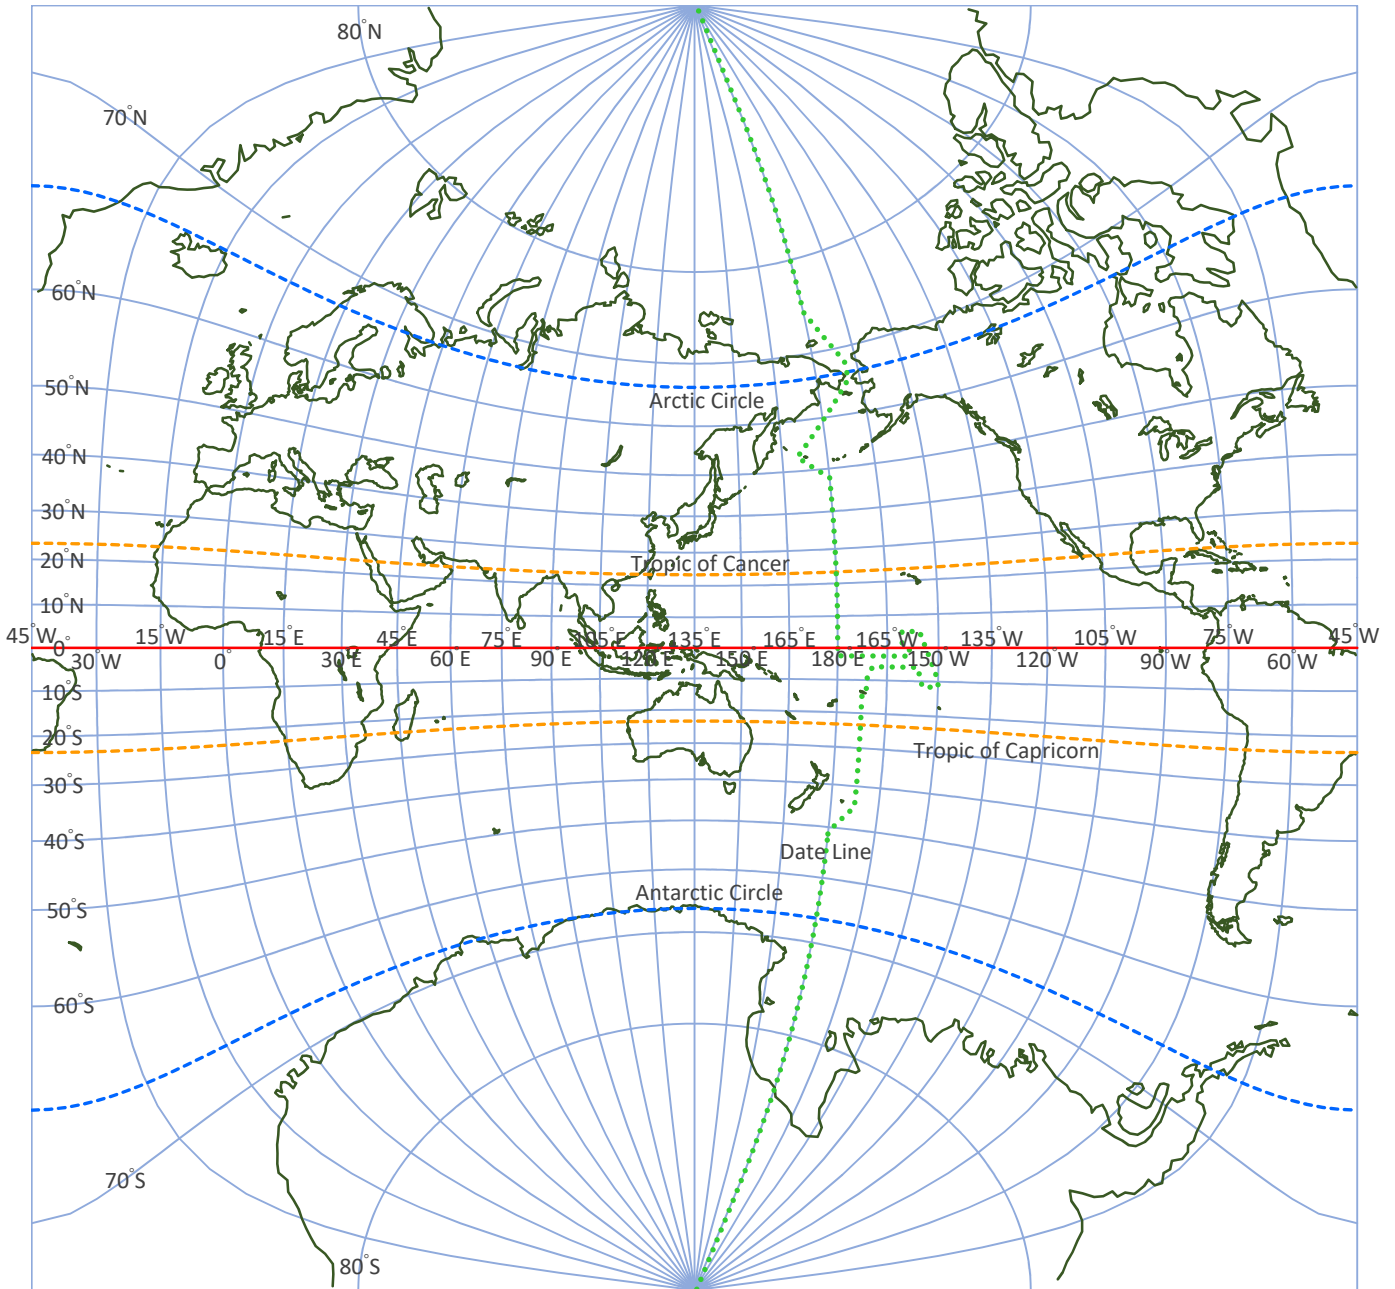 80°N
70°N
60°N
50°N
Arctic Circle
40°N
30°N
20°N
Tropic of Cancer
10°N
45°W 15°W 15°E 45°E 75°E 105°E 135°E 165°E 165°W 135°W 105°W 75°W 45°W
0°
30°W 0° 30°E 60°E 90°E 120°E 150°E 180°E 150°W 120°W 90°W 60°W
10°S
20°S
Tropic of Capricorn
30°S
40°S
Date Line
Antarctic Circle
50°S
60°S
70°S
80°S